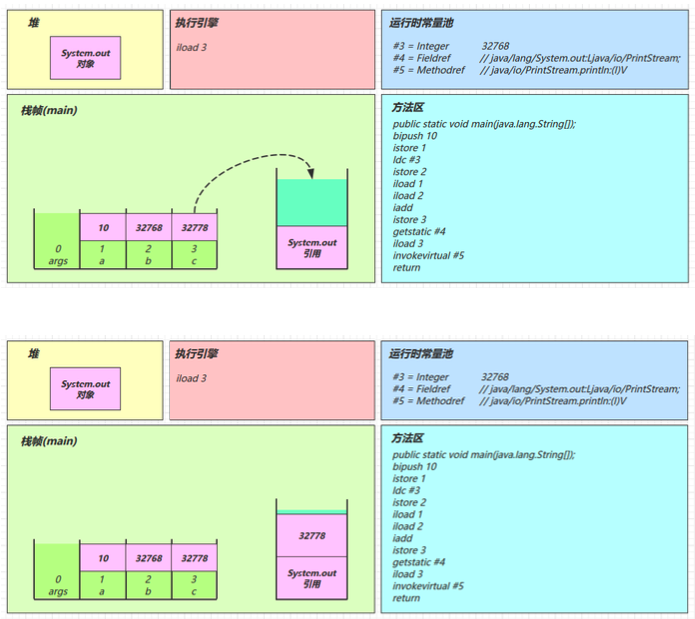 堆
System.out
对象
执行引擎
iload 3
运行时常量池
#3 = Integer 32768
#4 = Fieldref // java/lang/System.out:Ljava/io/PrintStream;
#5 = Methodref // java/io/PrintStream.println:(I)V
栈帧(main)
10 32768 32778
0 1 2 3
args a b c
System.out
引用
方法区
public static void main(java.lang.String[]);
bipush 10
istore 1
ldc #3
istore 2
iload 1
iload 2
iadd
istore 3
getstatic #4
iload 3
invokevirtual #5
return
堆
System.out
对象
执行引擎
iload 3
运行时常量池
#3 = Integer 32768
#4 = Fieldref // java/lang/System.out:Ljava/io/PrintStream;
#5 = Methodref // java/io/PrintStream.println:(I)V
栈帧(main)
10 32768 32778
0 1 2 3
args a b c
32778
System.out
引用
方法区
public static void main(java.lang.String[]);
bipush 10
istore 1
ldc #3
istore 2
iload 1
iload 2
iadd
istore 3
getstatic #4
iload 3
invokevirtual #5
return